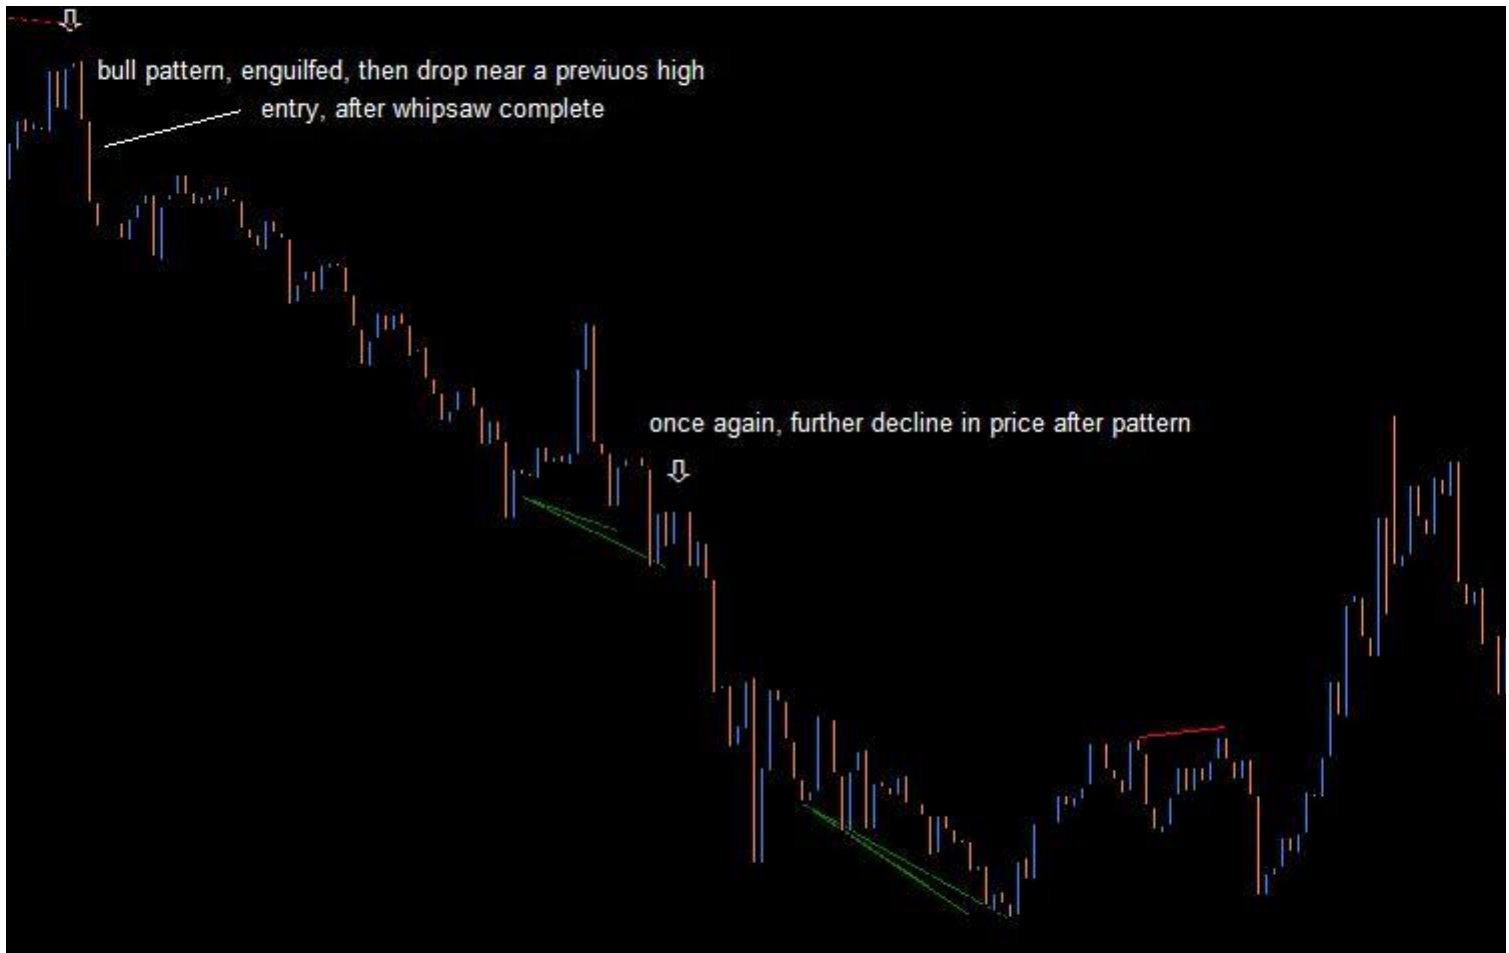 bull pattern, enguilfed, then drop near a previuos high
entry, after whipsaw complete
once again, further decline in price after pattern